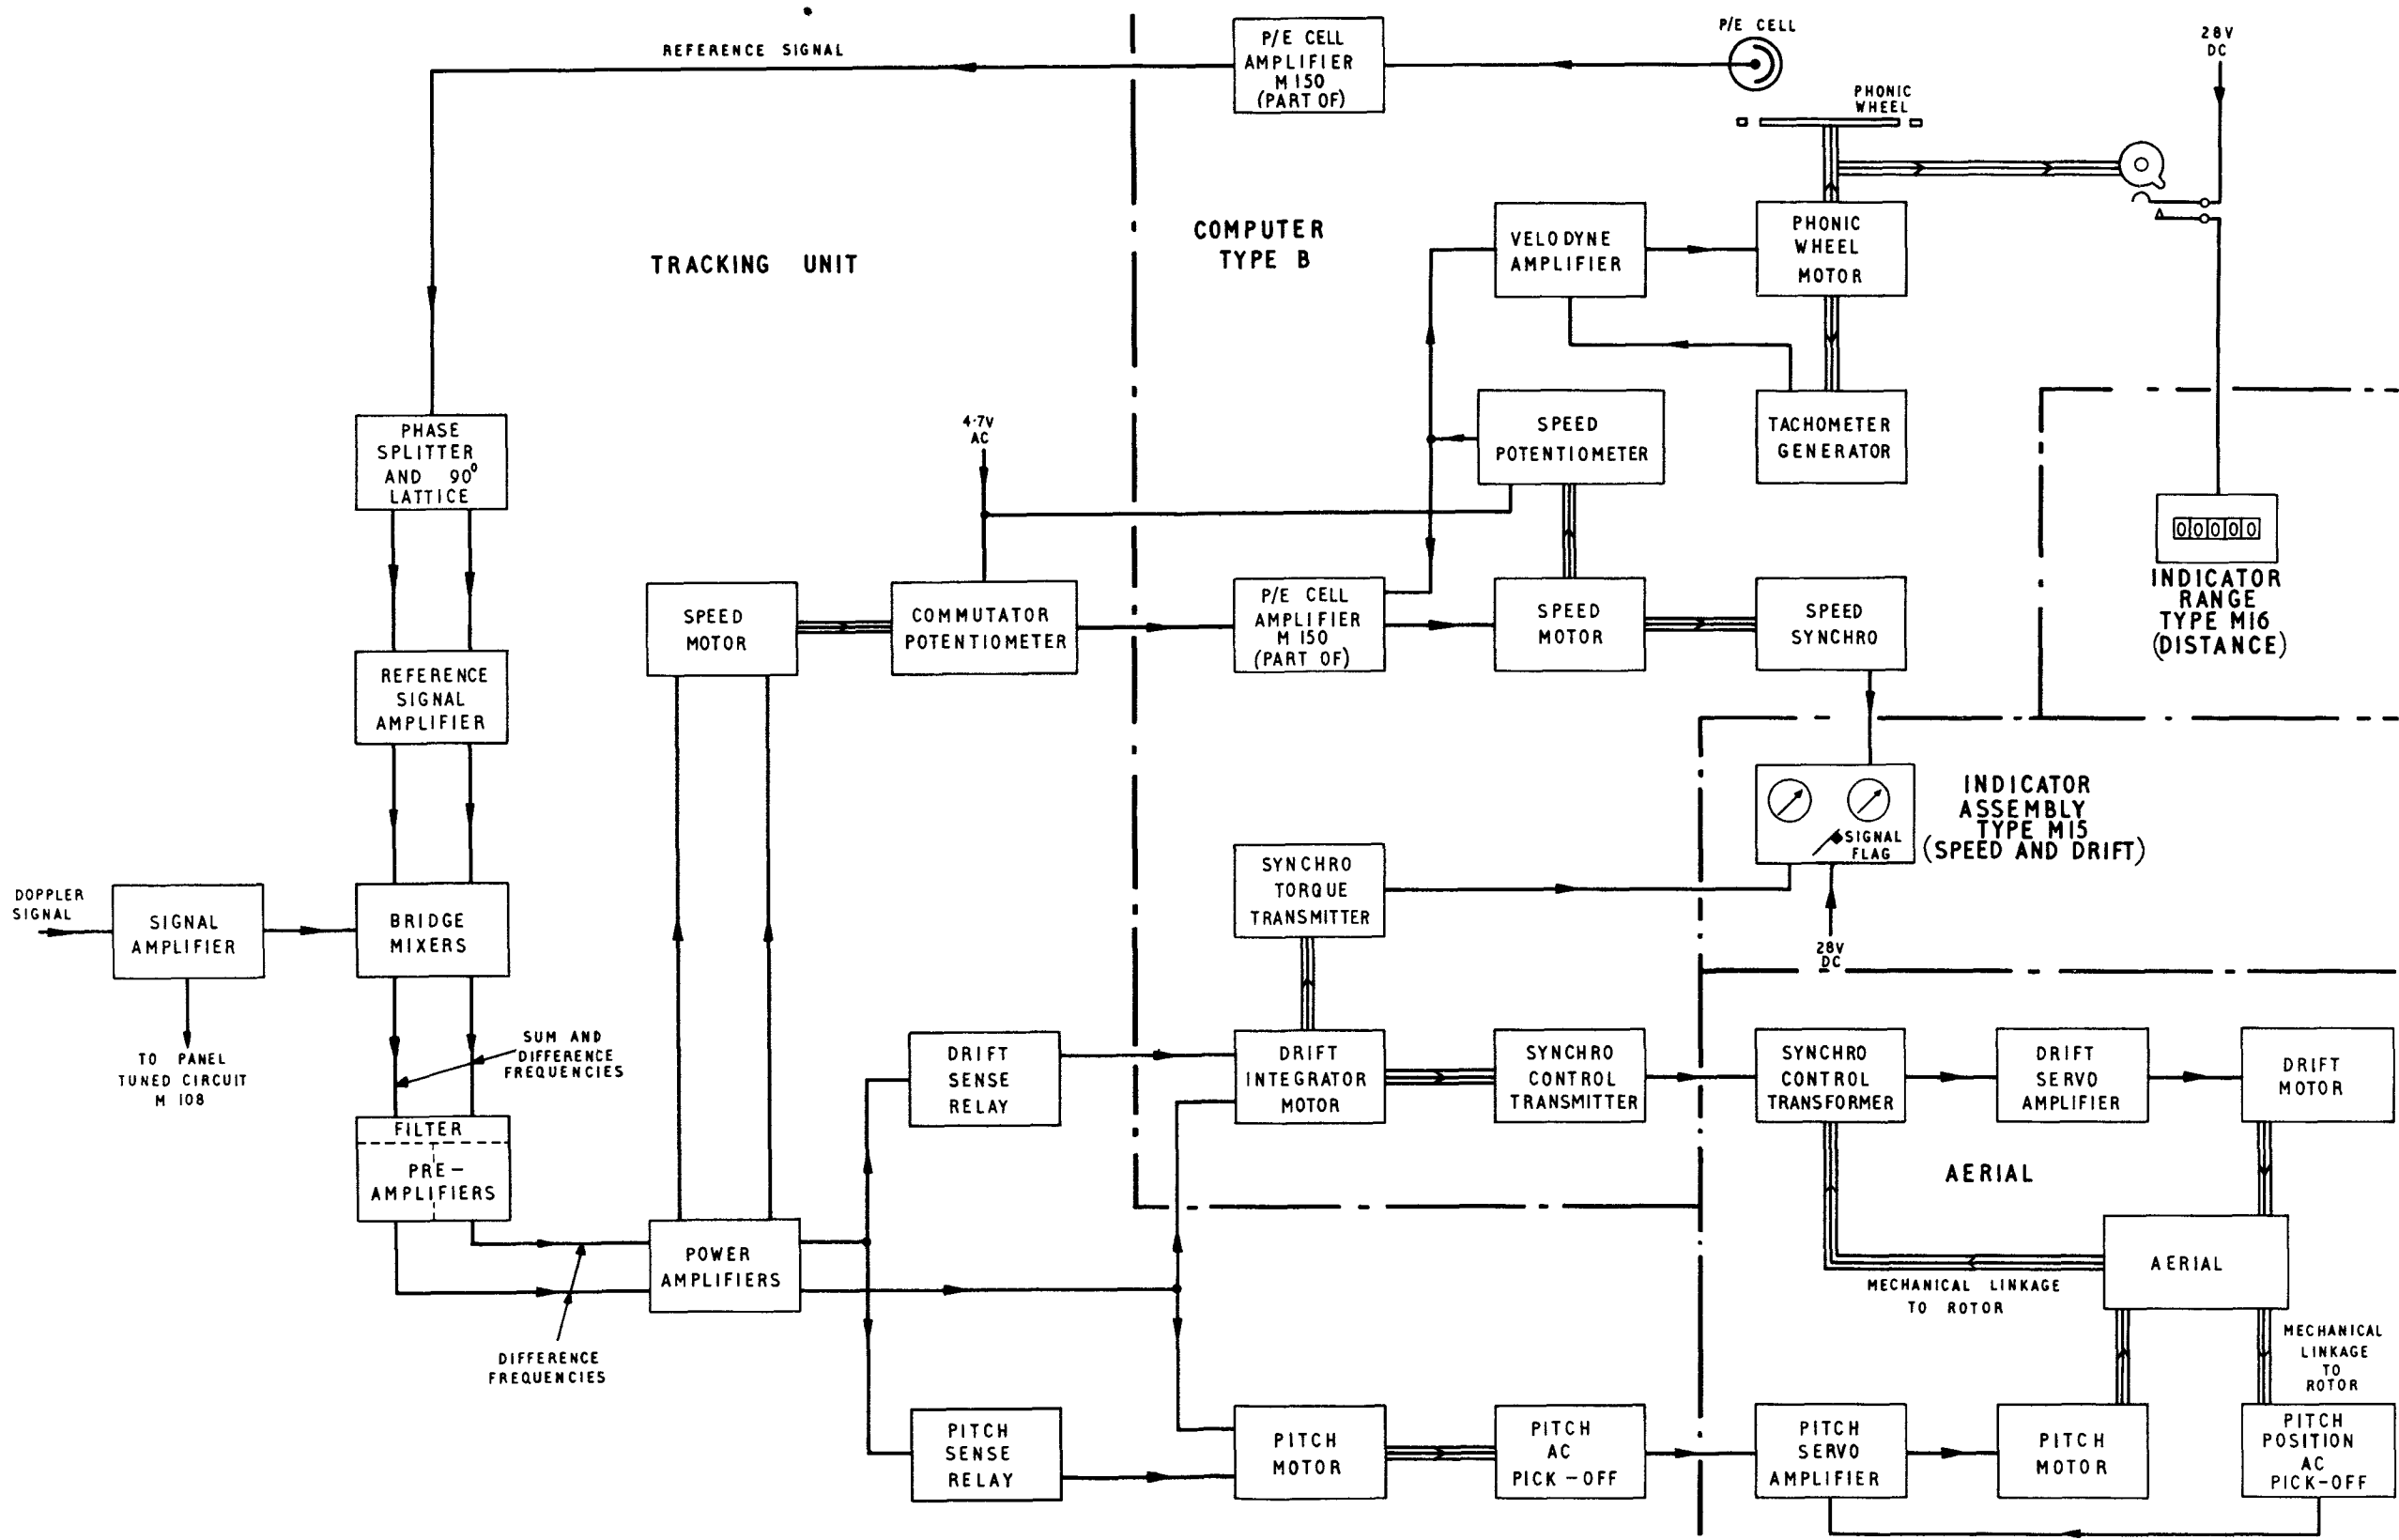 REFERENCE SIGNAL
P/E CELL
AMPLIFIER
M 150
(PART OF)
P/E CELL
28V
DC
PHONIC
WHEEL
TRACKING UNIT
COMPUTER
TYPE B
VELODYNE
AMPLIFIER
PHONIC
WHEEL
MOTOR
PHASE
SPLITTER
AND 90°
LATTICE
4·7V
AC
SPEED
POTENTIOMETER
TACHOMETER
GENERATOR
00000
INDICATOR
RANGE
TYPE M16
(DISTANCE)
SPEED
MOTOR
COMMUTATOR
POTENTIOMETER
P/E CELL
AMPLIFIER
M 150
(PART OF)
SPEED
MOTOR
SPEED
SYNCHRO
REFERENCE
SIGNAL
AMPLIFIER
SIGNAL
FLAG
INDICATOR
ASSEMBLY
TYPE M15
(SPEED AND DRIFT)
SYNCHRO
TORQUE
TRANSMITTER
28V
DC
DOPPLER
SIGNAL
SIGNAL
AMPLIFIER
BRIDGE
MIXERS
TO PANEL
TUNED CIRCUIT
M 108
SUM AND
DIFFERENCE
FREQUENCIES
DRIFT
SENSE
RELAY
DRIFT
INTEGRATOR
MOTOR
SYNCHRO
CONTROL
TRANSMITTER
SYNCHRO
CONTROL
TRANSFORMER
DRIFT
SERVO
AMPLIFIER
DRIFT
MOTOR
FILTER
PRE-
AMPLIFIERS
AERIAL
POWER
AMPLIFIERS
AERIAL
MECHANICAL LINKAGE
TO ROTOR
DIFFERENCE
FREQUENCIES
MECHANICAL
LINKAGE
TO
ROTOR
PITCH
SENSE
RELAY
PITCH
MOTOR
PITCH
AC
PICK-OFF
PITCH
SERVO
AMPLIFIER
PITCH
MOTOR
PITCH
POSITION
AC
PICK-OFF